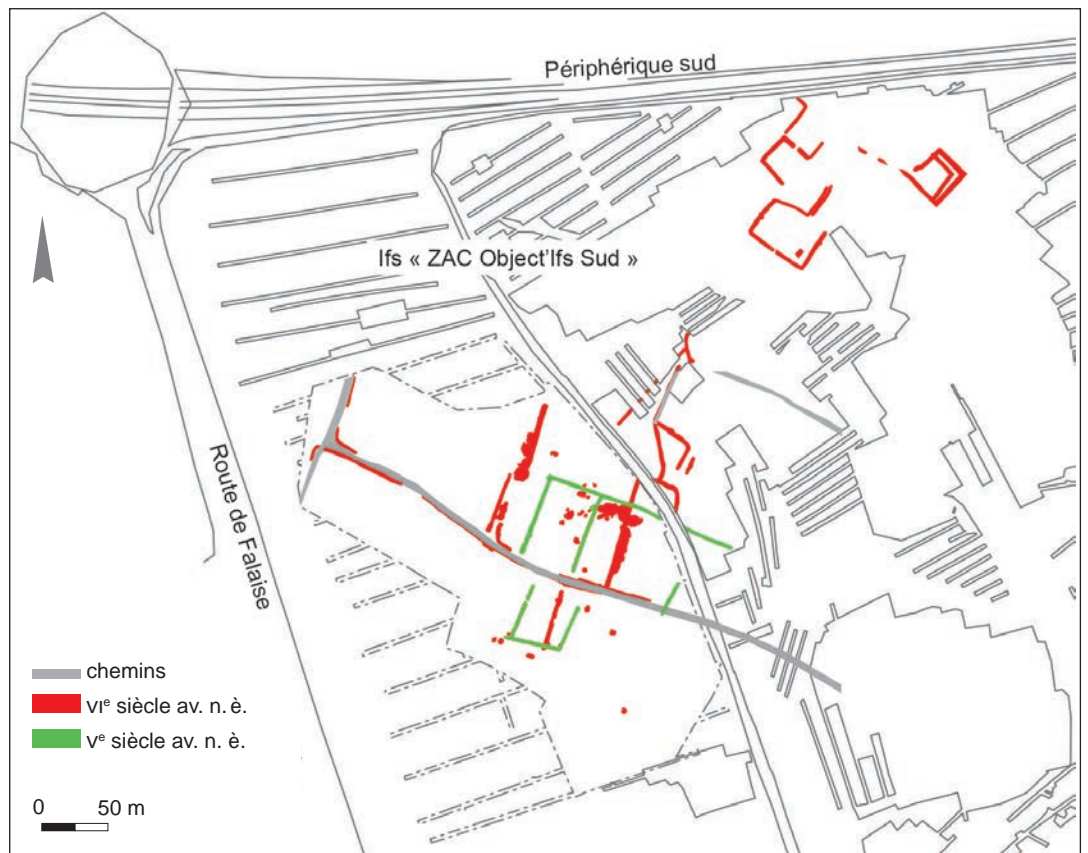 Périphérique sud
Ifs « ZAC Object'Ifs Sud »
Route de Falaise
chemins
VIᵉ siècle av. n. è.
Vᵉ siècle av. n. è.
0 50 m